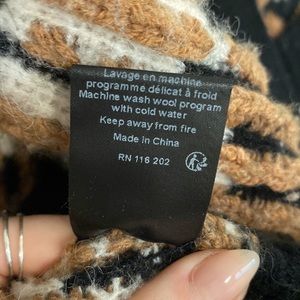 Lavage en machine
programme délicat à froid
Machine wash wool program
with cold water
Keep away from fire
Made in China
RN 116 202